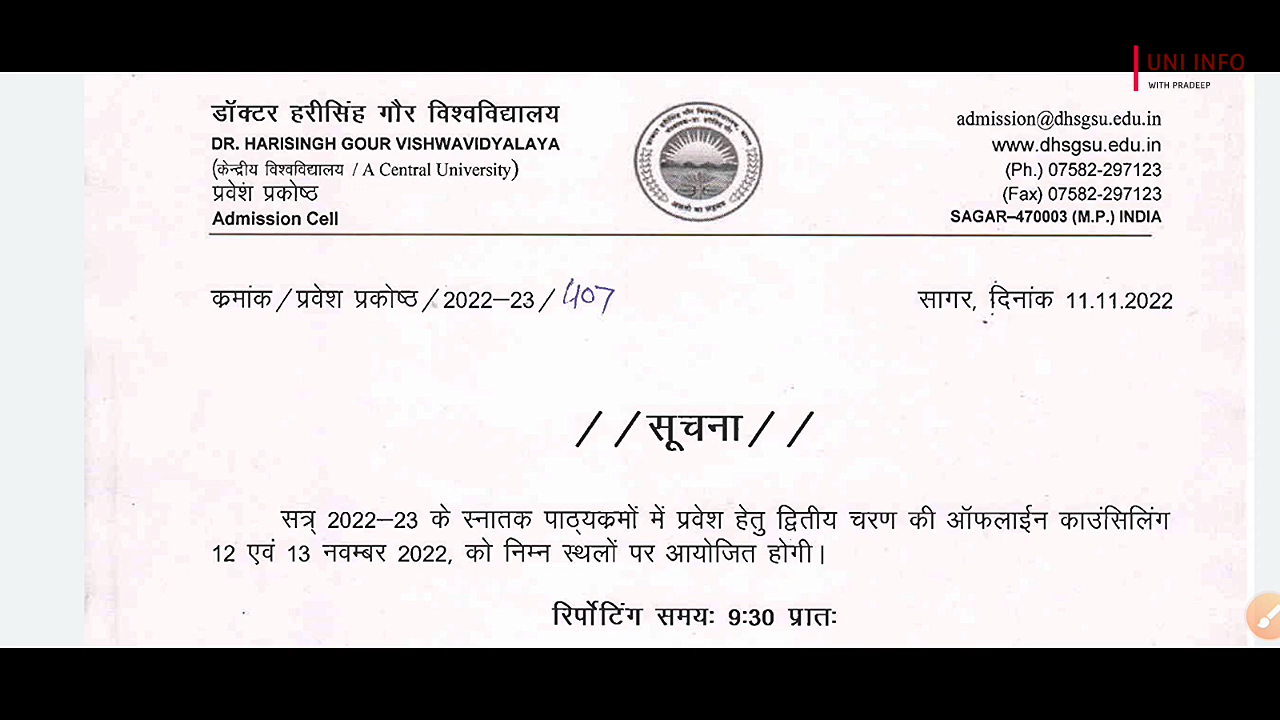 UNI INFO
WITH PRADEEP
डॉक्टर हरीसिंह गौर विश्वविद्यालय
DR. HARISINGH GOUR VISHWAVIDYALAYA
(केन्द्रीय विश्वविद्यालय / A Central University)
प्रवेश प्रकोष्ठ
Admission Cell
admission@dhsgsu.edu.in
www.dhsgsu.edu.in
(Ph.) 07582-297123
(Fax) 07582-297123
SAGAR–470003 (M.P.) INDIA
क्रमांक / प्रवेश प्रकोष्ठ / 2022–23 / 407
सागर, दिनांक 11.11.2022
/ / सूचना / /
सत्र् 2022–23 के स्नातक पाठ्यक्रमों में प्रवेश हेतु द्वितीय चरण की ऑफलाईन काउंसिलिंग
12 एवं 13 नवम्बर 2022, को निम्न स्थलों पर आयोजित होगी।
रिर्पोटिंग समयः 9:30 प्रातः